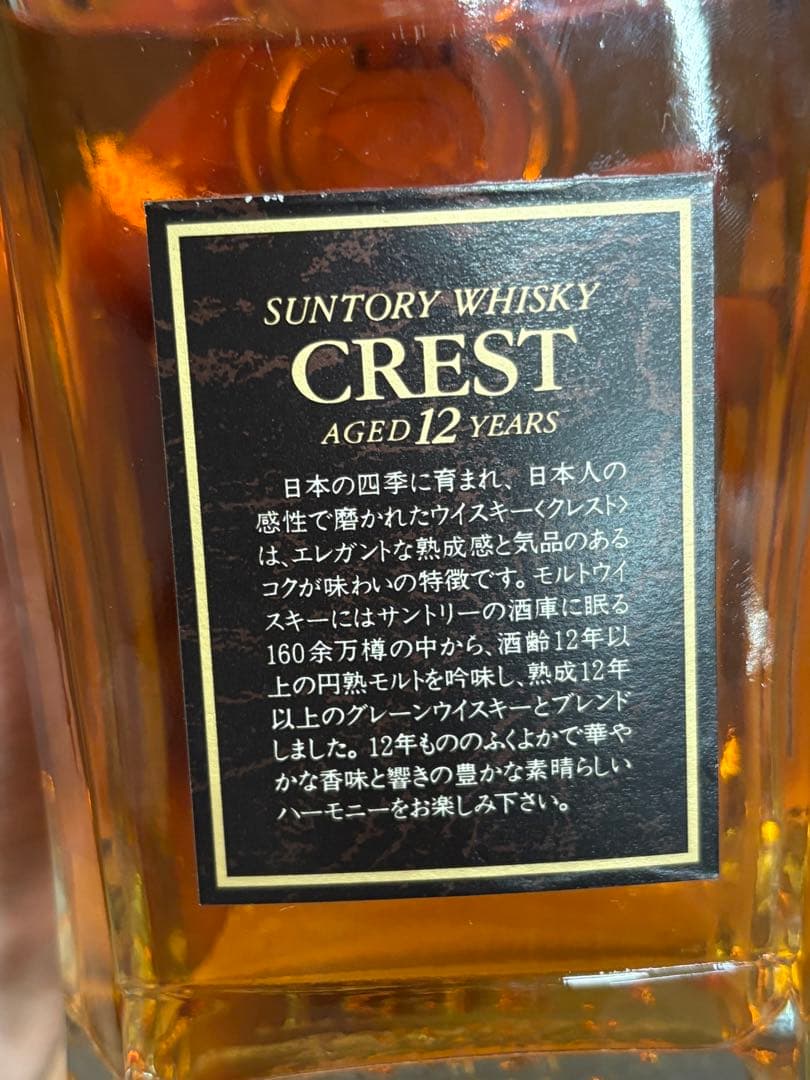 SUNTORY WHISKY
CREST
AGED 12 YEARS
日本の四季に育まれ、日本人の
感性で磨かれたウイスキー〈クレスト〉
は、エレガントな熟成感と気品のある
コクが味わいの特徴です。モルトウイ
スキーにはサントリーの酒庫に眠る
160余万樽の中から、酒齢12年以
上の円熟モルトを吟味し、熟成12年
以上のグレーンウイスキーとブレンド
しました。12年もののふくよかで華や
かな香味と響きの豊かな素晴らしい
ハーモニーをお楽しみ下さい。